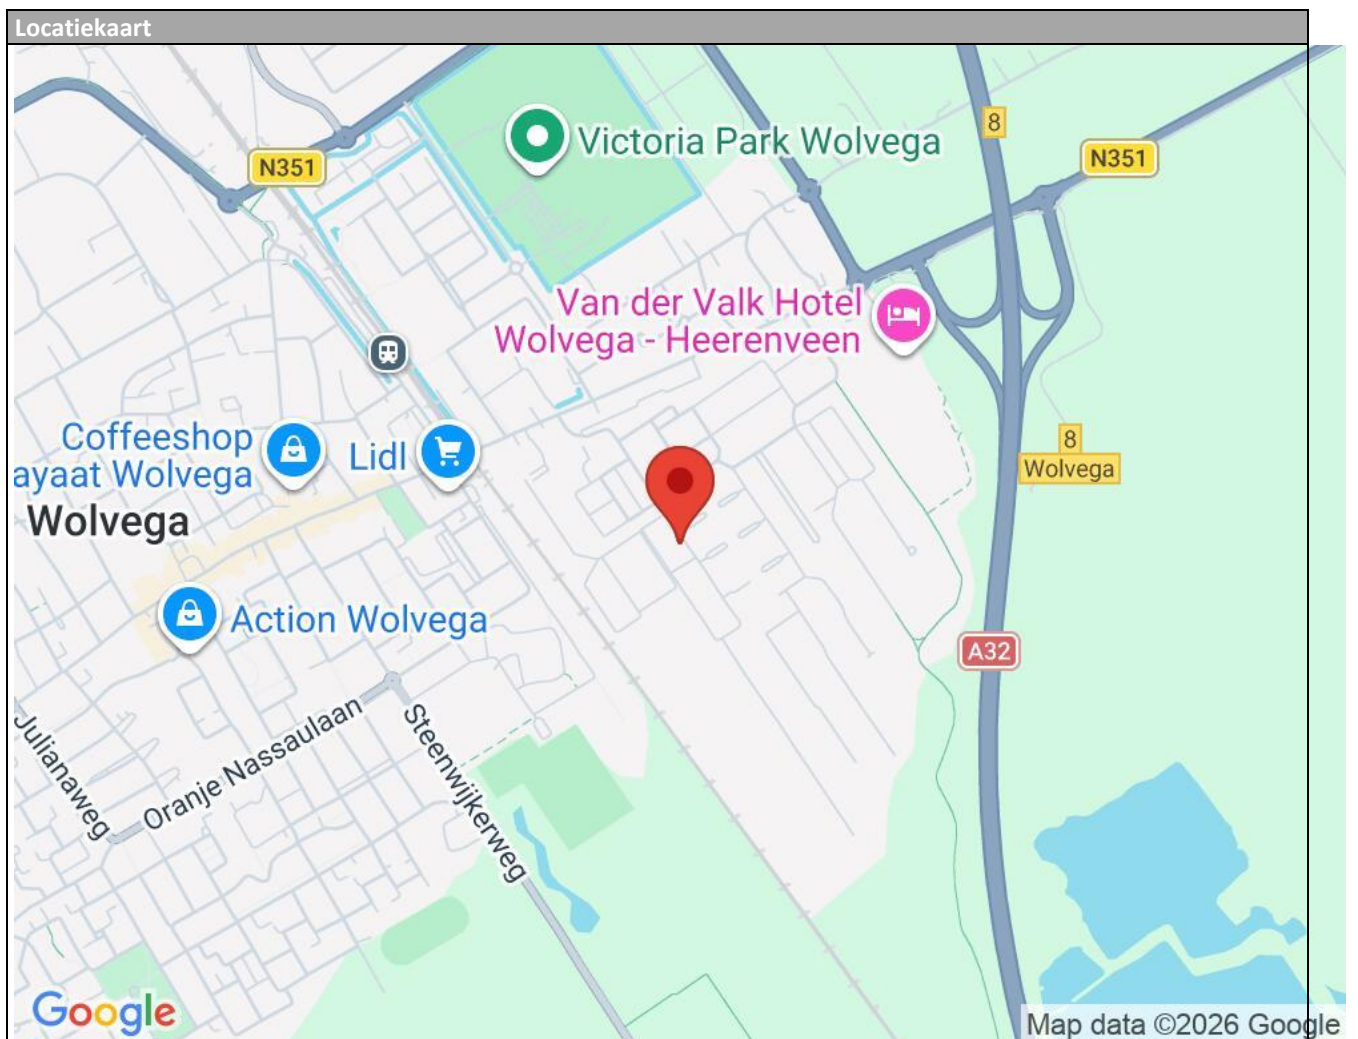 Locatiekaart
8
N351
N351
Victoria Park Wolvega
Van der Valk Hotel
Wolvega - Heerenveen
Coffeeshop
ayaat Wolvega
Lidl
8
Wolvega
Wolvega
Action Wolvega
A32
Julianaweg
Oranje Nassaulaan
Steenwijkerweg
Google
Map data ©2026 Google